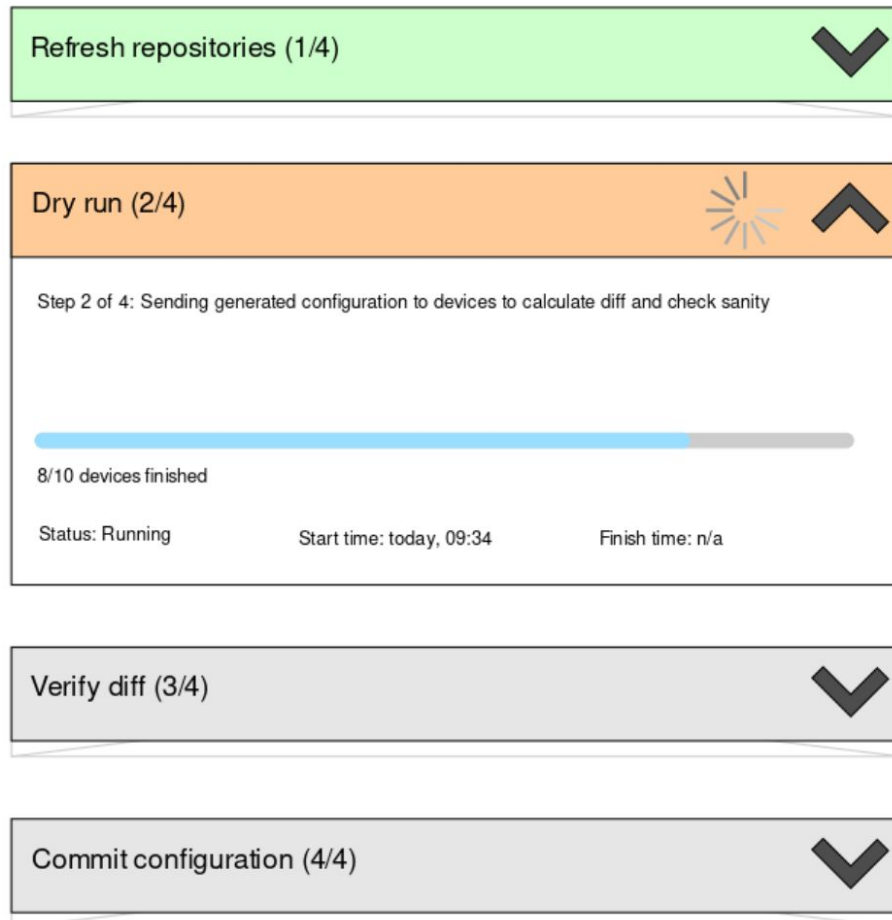 Refresh repositories (1/4)
Dry run (2/4)
Step 2 of 4: Sending generated configuration to devices to calculate diff and check sanity
8/10 devices finished
Status: Running Start time: today, 09:34 Finish time: n/a
Verify diff (3/4)
Commit configuration (4/4)